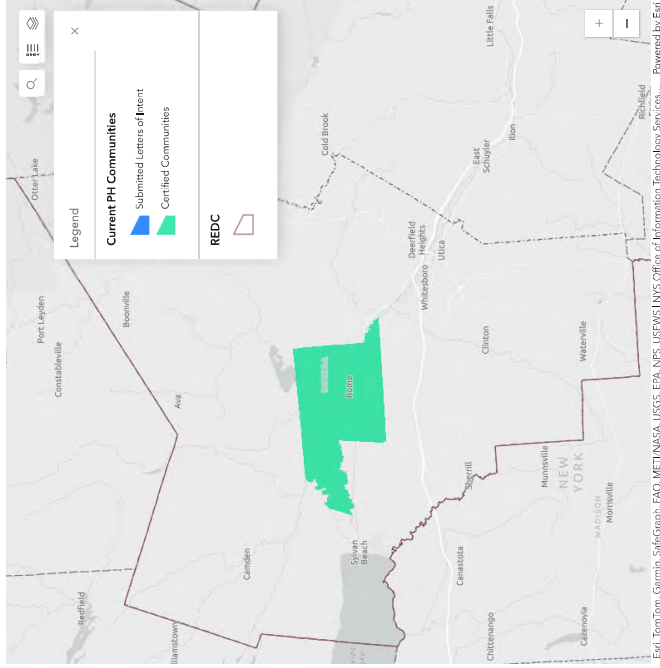 Legend
×
Current PH Communities
Submitted Letters of Intent
Certified Communities
REDC
Otter Lake
Port Leyden
Constableville
Redfield
Boonville
Ava
lliamstown
Camden
Cold Brook
ONEIDA
Rome
Sylvan
Beach
Deerfield
Heights
Utica
Whitesboro
East
Schuyler
Ilion
Little Falls
Canastota
Sherrill
Clinton
Chittenango
Munnsville
NEW
YORK
Waterville
Cazenovia
MADISON
Morrisville
Richfield
+
−
Esri, TomTom, Garmin, SafeGraph, FAO, METI/NASA, USGS, EPA, NPS, USFWS | NYS Office of Information Technology Services... Powered by Esri